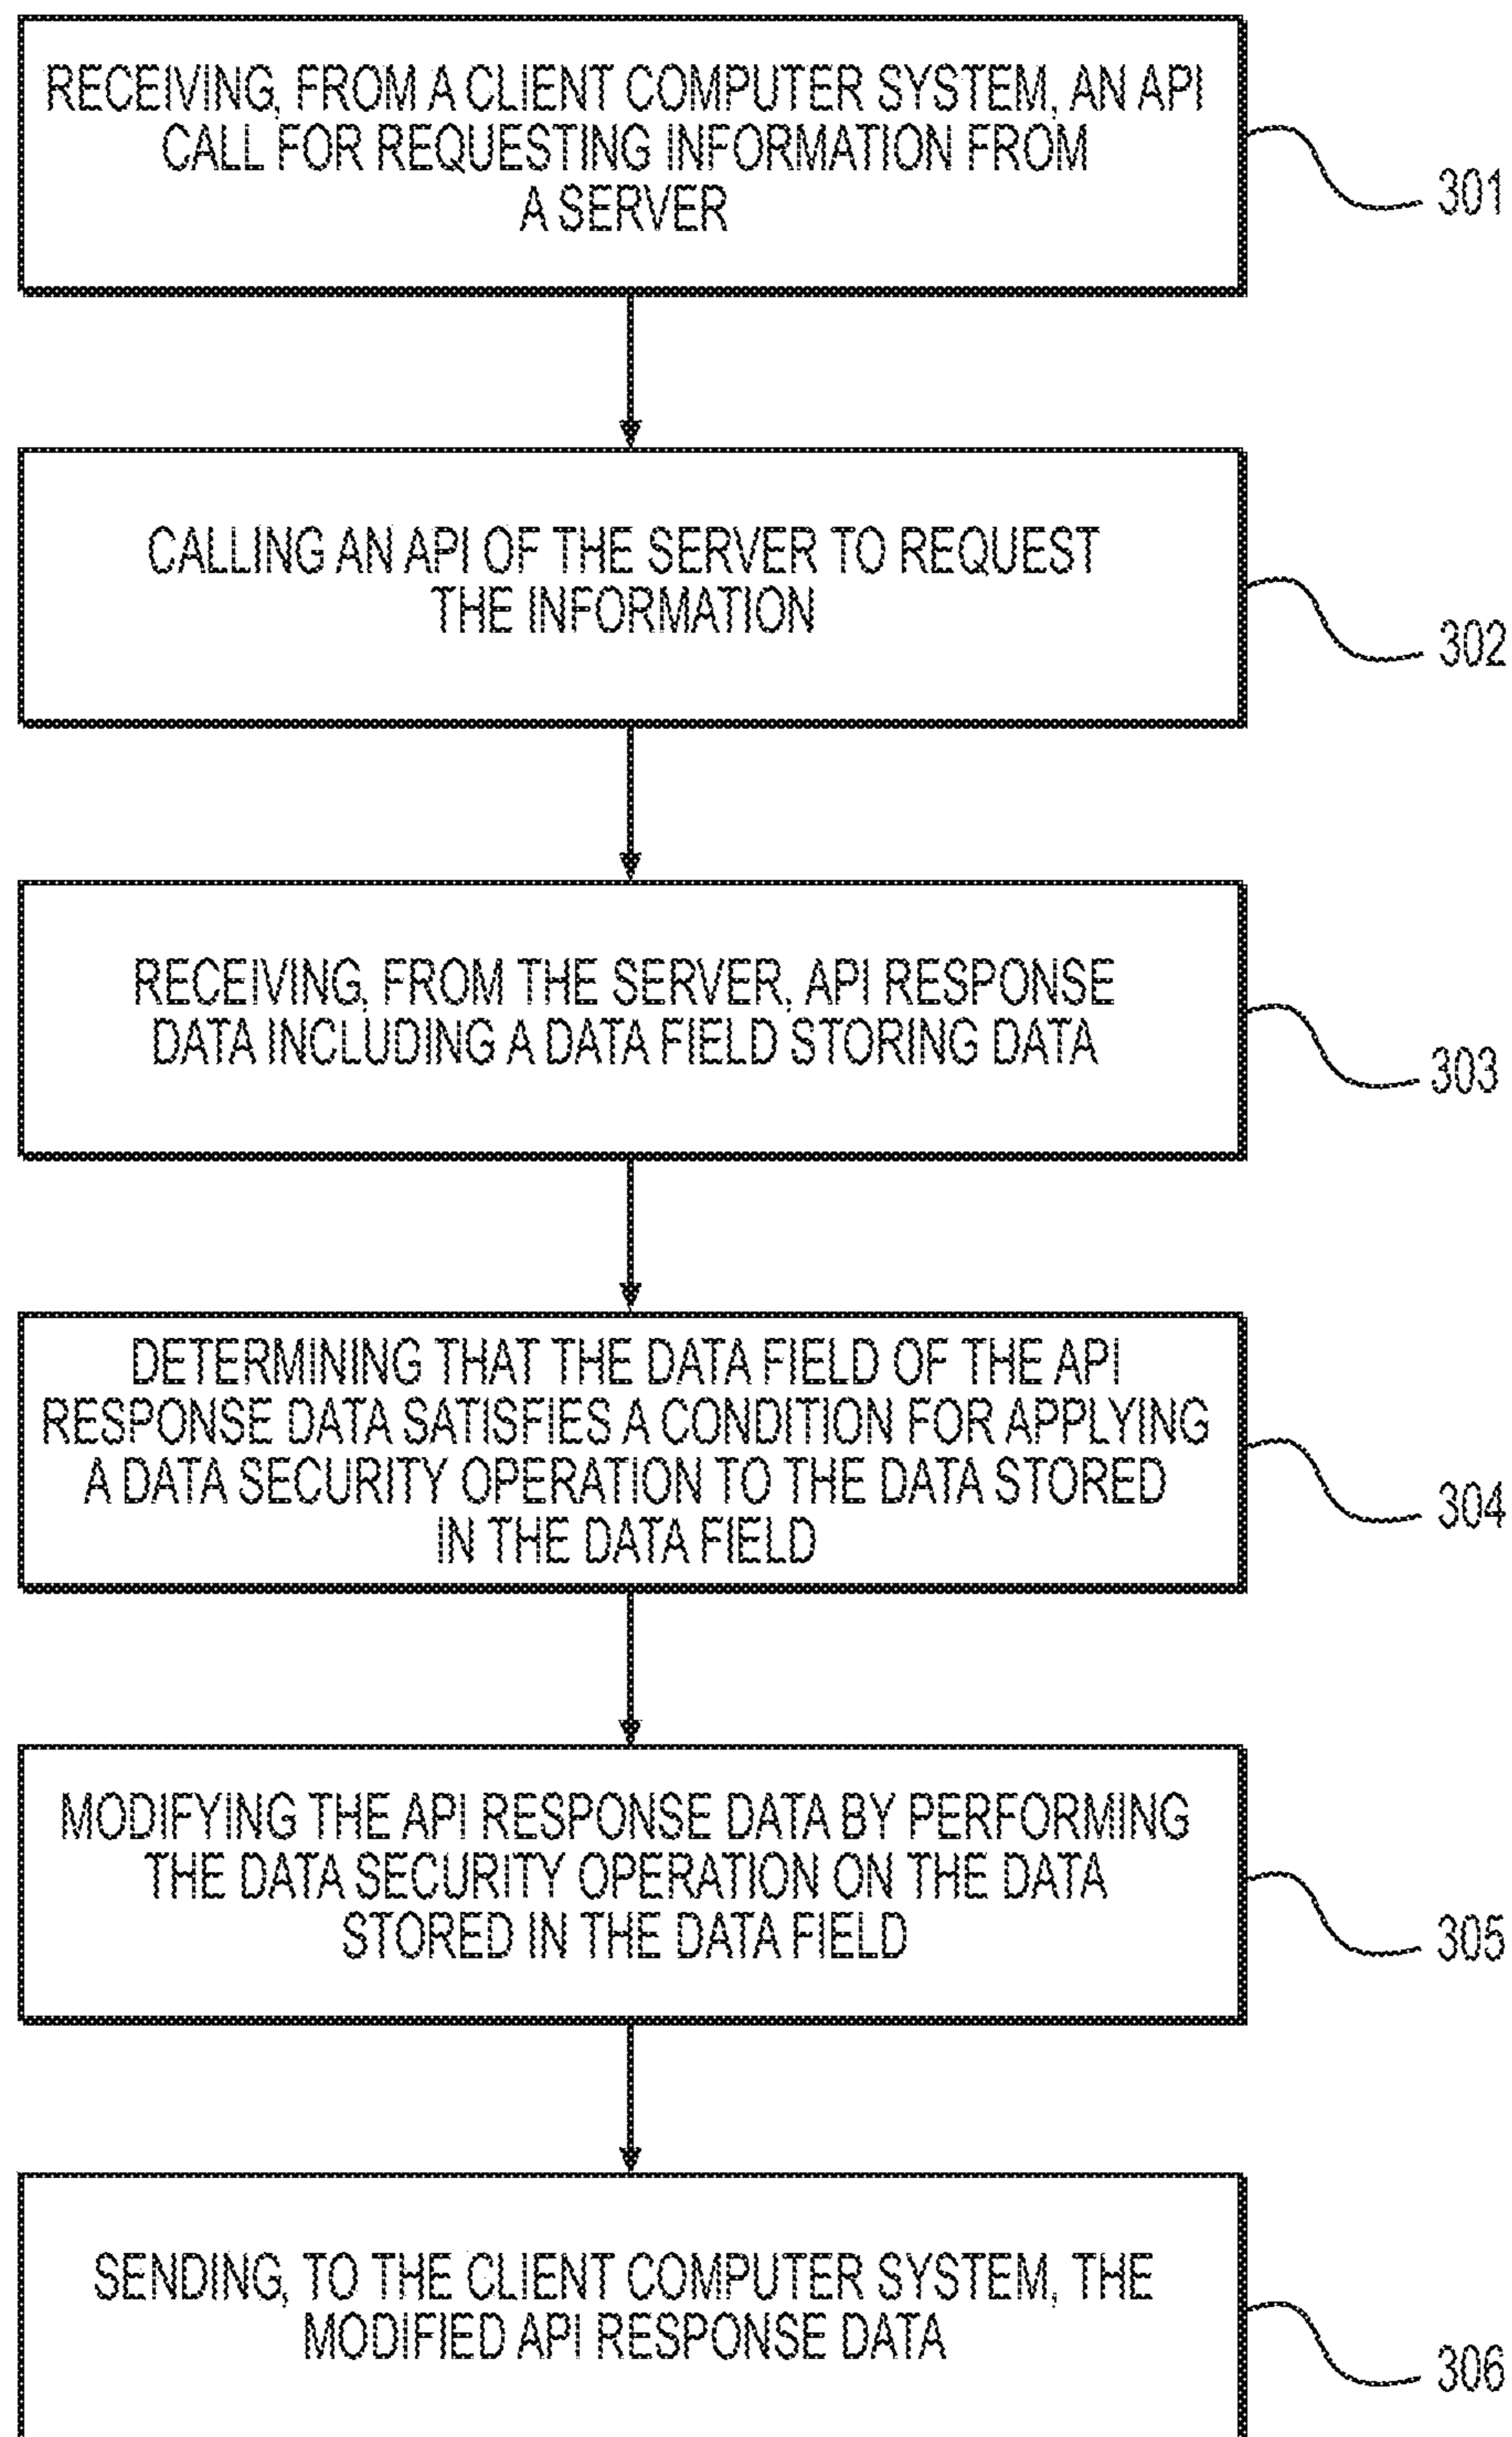 RECEIVING, FROM A CLIENT COMPUTER SYSTEM, AN API
CALL FOR REQUESTING INFORMATION FROM
A SERVER
301
CALLING AN API OF THE SERVER TO REQUEST
THE INFORMATION
302
RECEIVING, FROM THE SERVER, API RESPONSE
DATA INCLUDING A DATA FIELD STORING DATA
303
DETERMINING THAT THE DATA FIELD OF THE API
RESPONSE DATA SATISFIES A CONDITION FOR APPLYING
A DATA SECURITY OPERATION TO THE DATA STORED
IN THE DATA FIELD
304
MODIFYING THE API RESPONSE DATA BY PERFORMING
THE DATA SECURITY OPERATION ON THE DATA
STORED IN THE DATA FIELD
305
SENDING, TO THE CLIENT COMPUTER SYSTEM, THE
MODIFIED API RESPONSE DATA
306